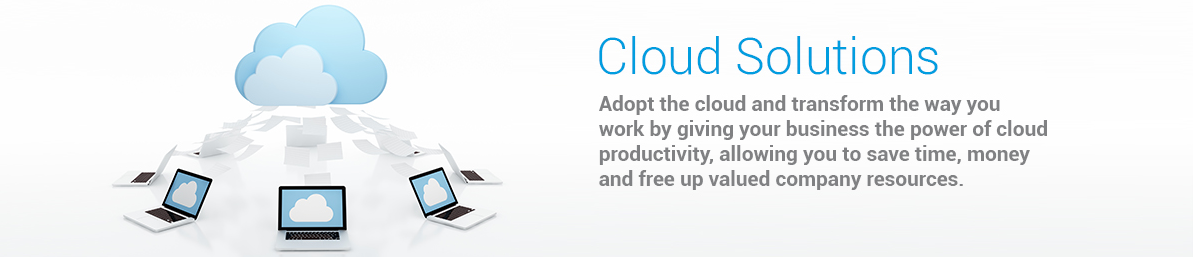 Cloud Solutions
Adopt the cloud and transform the way you
work by giving your business the power of cloud
productivity, allowing you to save time, money
and free up valued company resources.